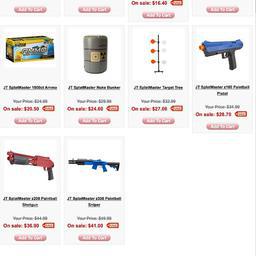 On sale: $16.40
Add To Cart
Add To Cart
Add To Cart
JT SplatMaster 1500ct Ammo
Your Price: $24.99
On sale: $20.50
Add To Cart
JT SplatMaster Nuke Bunker
Your Price: $29.99
On sale: $24.60
Add To Cart
JT SplatMaster Target Tree
Your Price: $32.99
On sale: $27.06
Add To Cart
JT SplatMaster z100 Paintball
Pistol
Your Price: $34.99
On sale: $28.70
Add To Cart
JT SplatMaster z200 Paintball
Shotgun
Your Price: $44.99
On sale: $36.90
Add To Cart
JT SplatMaster z300 Paintball
Sniper
Your Price: $49.99
On sale: $41.00
Add To Cart